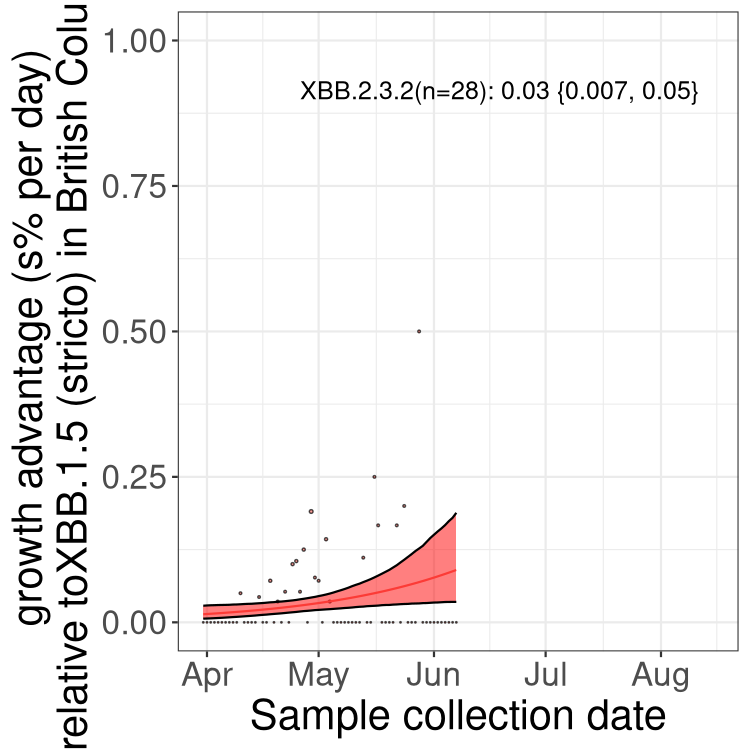 growth advantage (s% per day)
relative toXBB.1.5 (stricto) in British Colu
1.00
0.75
0.50
0.25
0.00
XBB.2.3.2(n=28): 0.03 {0.007, 0.05}
Apr May Jun Jul Aug
Sample collection date